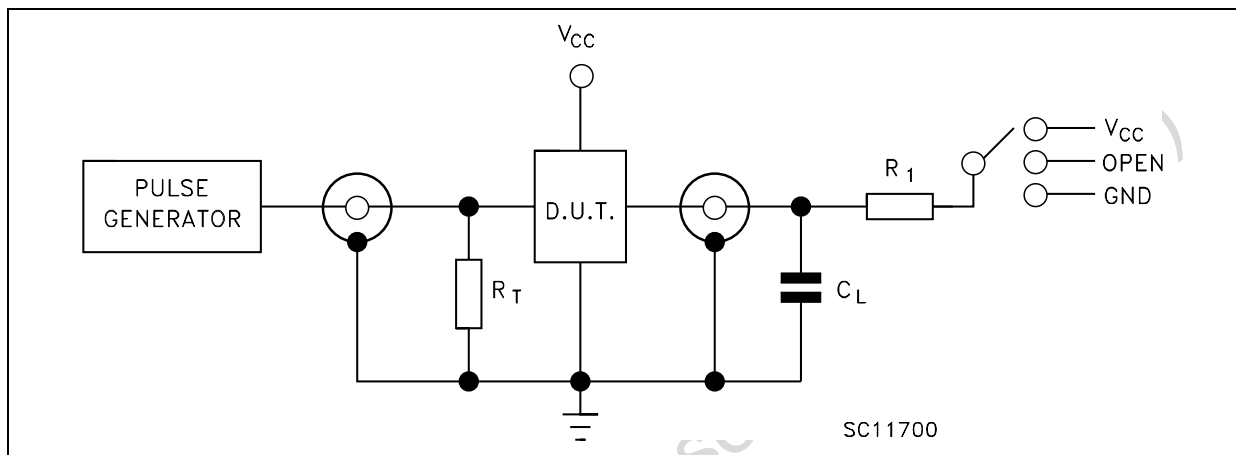 VCC
PULSE
GENERATOR
RT
D.U.T.
CL
R1
VCC
OPEN
GND
SC11700